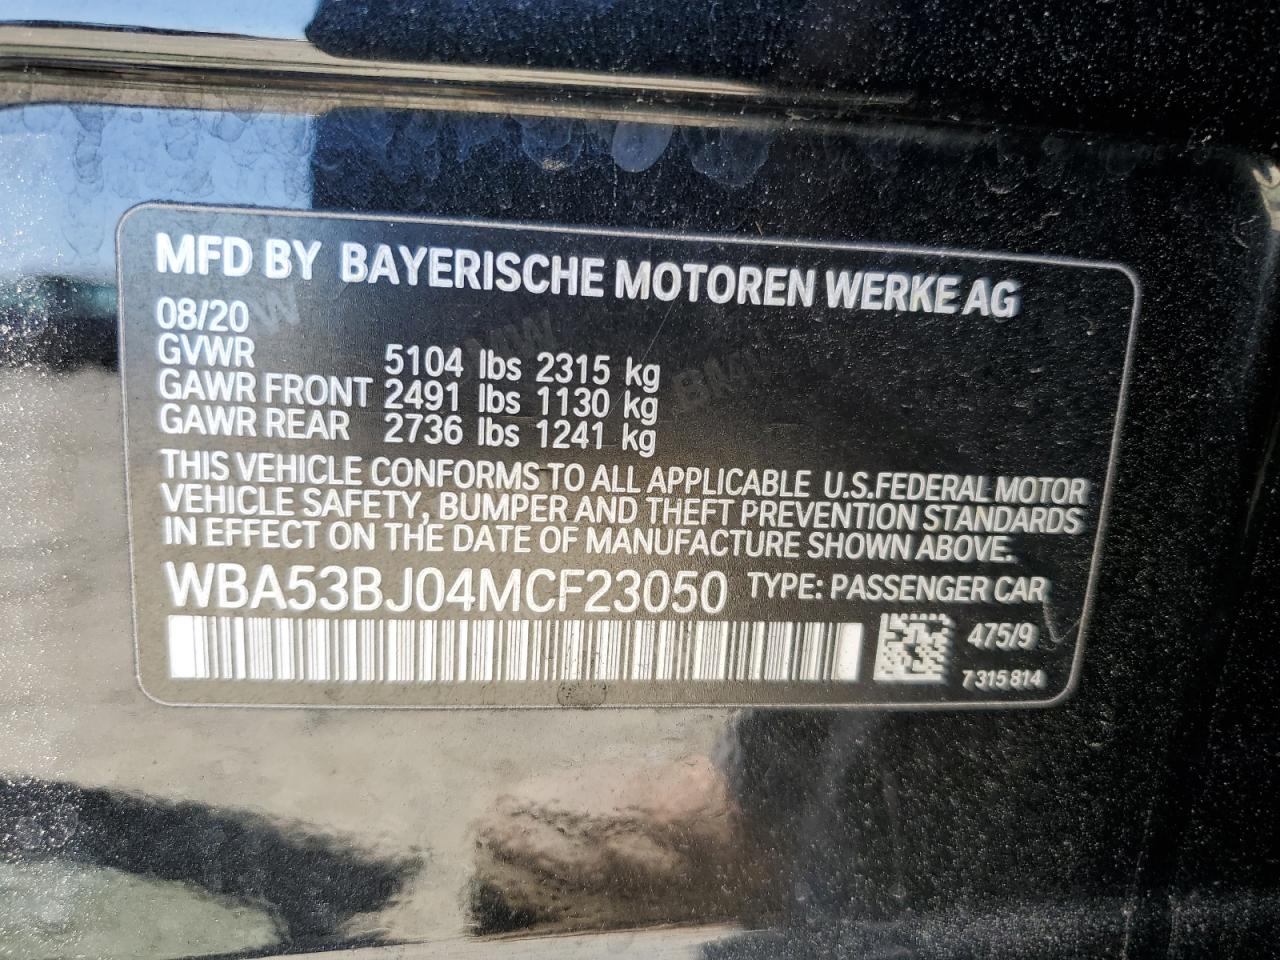 MFD BY BAYERISCHE MOTOREN WERKE AG
08/20
GVWR 5104 lbs 2315 kg
GAWR FRONT 2491 lbs 1130 kg
GAWR REAR 2736 lbs 1241 kg
THIS VEHICLE CONFORMS TO ALL APPLICABLE U.S.FEDERAL MOTOR
VEHICLE SAFETY, BUMPER AND THEFT PREVENTION STANDARDS
IN EFFECT ON THE DATE OF MANUFACTURE SHOWN ABOVE.
WBA53BJ04MCF23050 TYPE: PASSENGER CAR
475/9
7 315 814